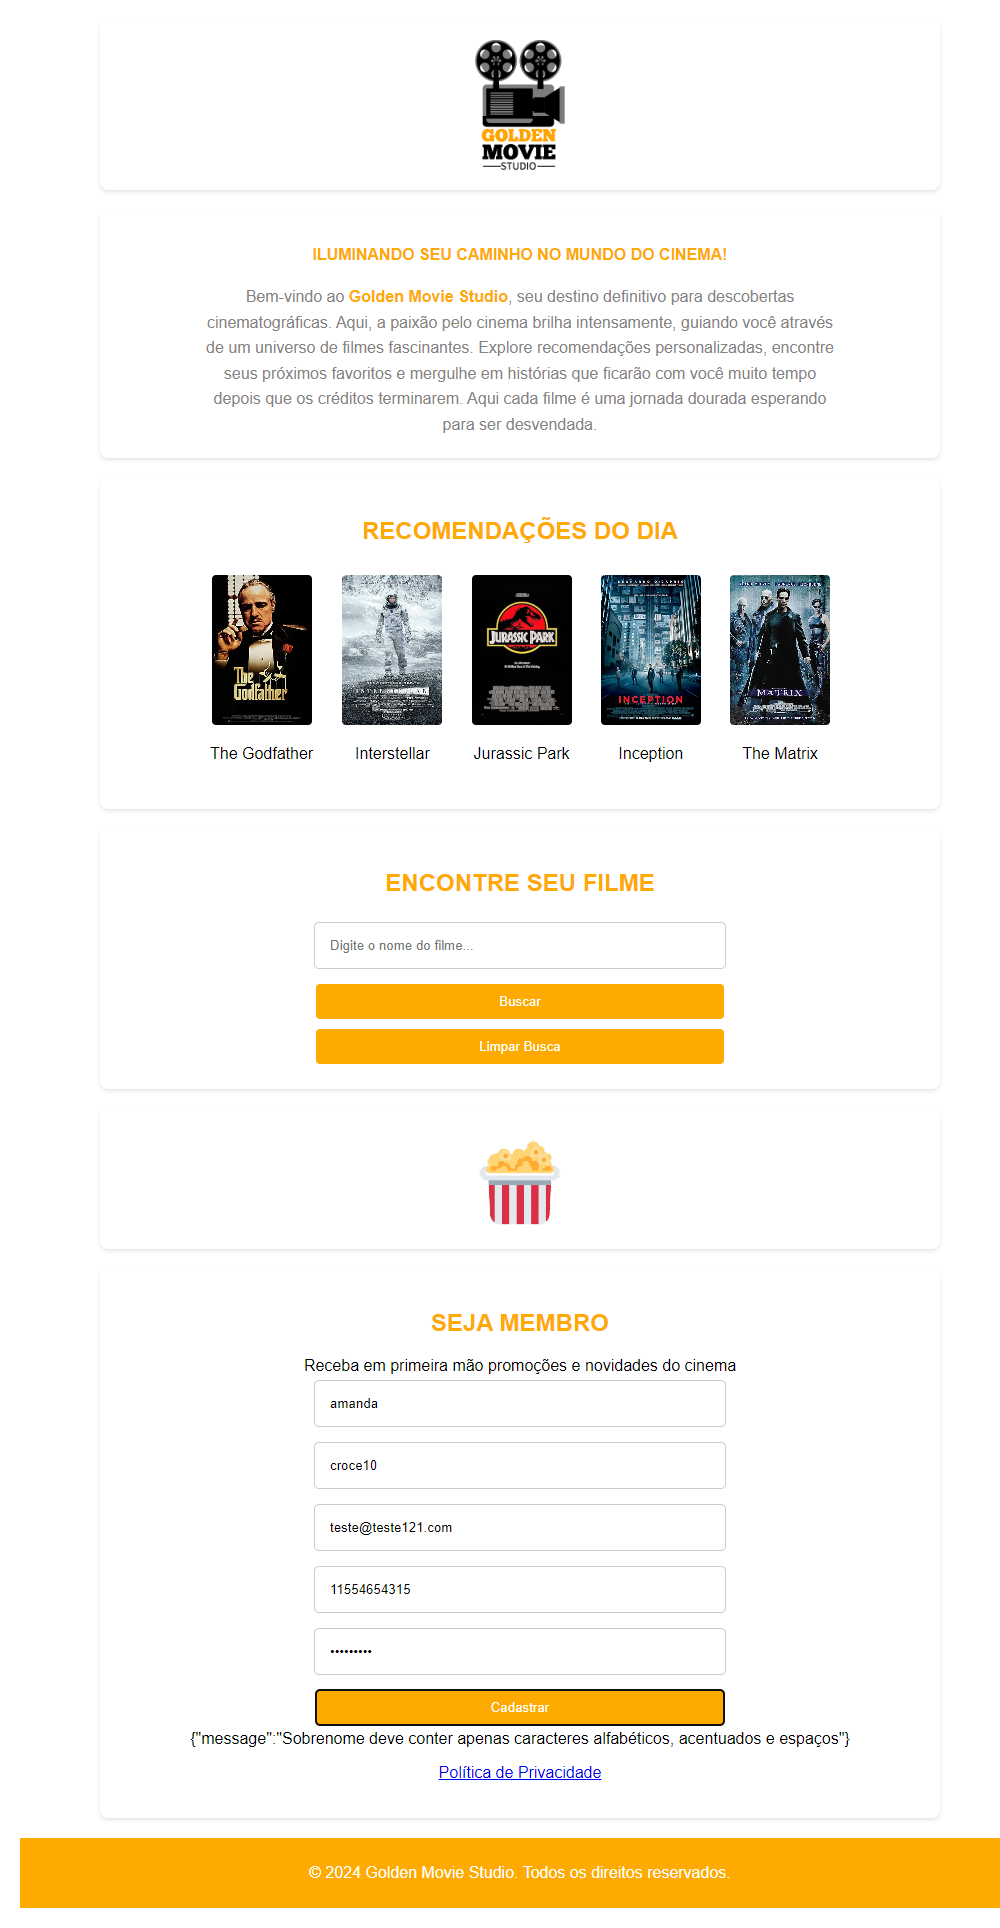 GOLDEN
MOVIE
STUDIO
ILUMINANDO SEU CAMINHO NO MUNDO DO CINEMA!
Bem-vindo ao Golden Movie Studio, seu destino definitivo para descobertas
cinematográficas. Aqui, a paixão pelo cinema brilha intensamente, guiando você através
de um universo de filmes fascinantes. Explore recomendações personalizadas, encontre
seus próximos favoritos e mergulhe em histórias que ficarão com você muito tempo
depois que os créditos terminarem. Aqui cada filme é uma jornada dourada esperando
para ser desvendada.
RECOMENDAÇÕES DO DIA
The
Godfather
JURASSIC PARK
INCEPTION
MATRIX
The Godfather
Interstellar
Jurassic Park
Inception
The Matrix
ENCONTRE SEU FILME
Digite o nome do filme...
Buscar
Limpar Busca
SEJA MEMBRO
Receba em primeira mão promoções e novidades do cinema
amanda
croce10
teste@teste121.com
11554654315
•••••••••
Cadastrar
{"message":"Sobrenome deve conter apenas caracteres alfabéticos, acentuados e espaços"}
Política de Privacidade
© 2024 Golden Movie Studio. Todos os direitos reservados.